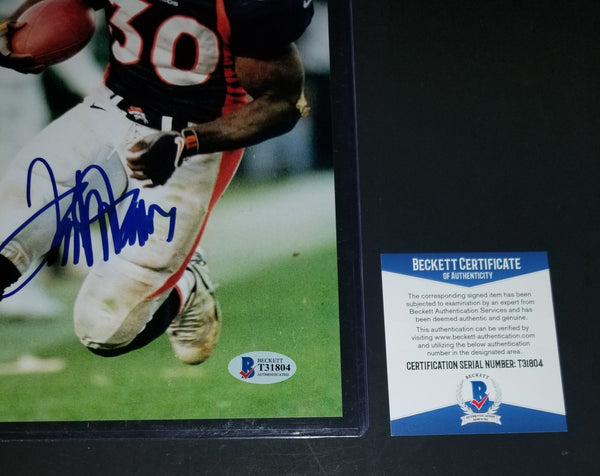 30
BECKETT
T31804
AUTHENTICATED
BECKETT CERTIFICATE
OF AUTHENTICITY
The corresponding signed item has been
subjected to examination by an expert from
Beckett Authentication Services and has
been deemed authentic and genuine.
This authentication can be verified by
visiting www.beckett-authentication.com
and utilizing the below authentication
number in the designated area.
CERTIFICATION SERIAL NUMBER: T31804
BECKETT
AUTHENTICATED